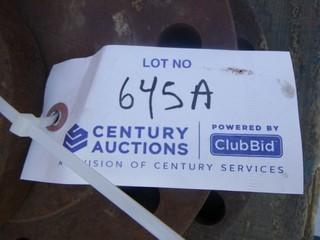 LOT NO
645A
CENTURY AUCTIONS
POWERED BY
ClubBid
DIVISION OF CENTURY SERVICES